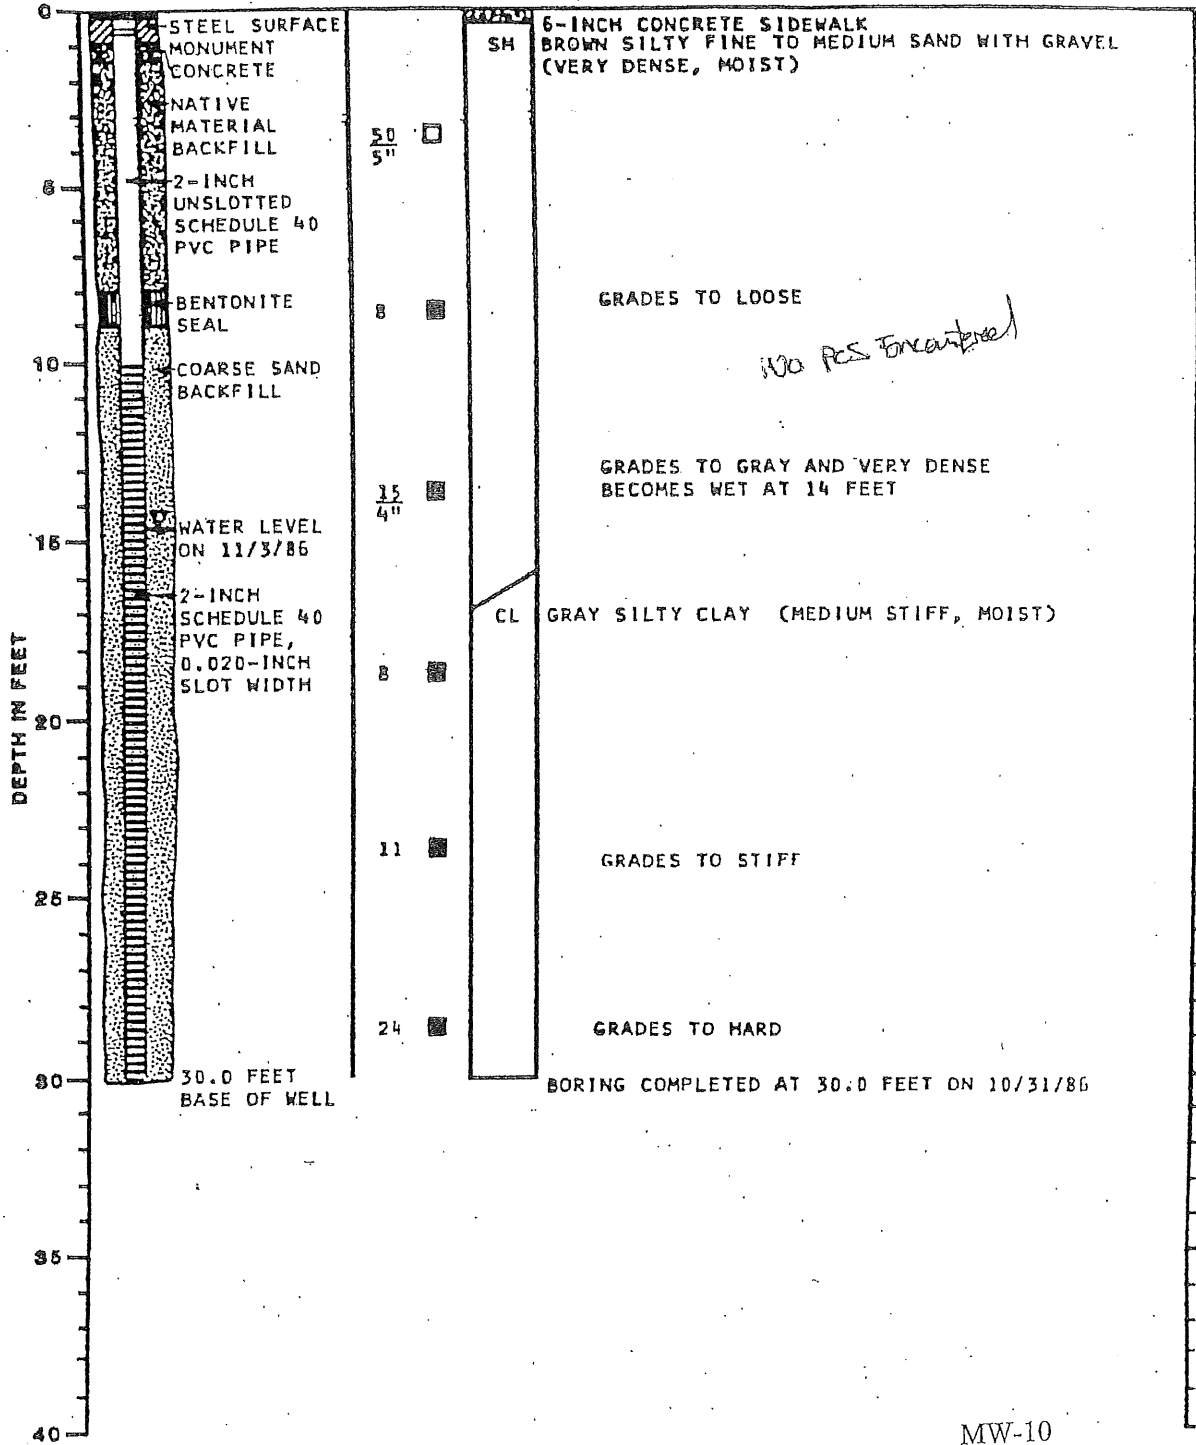 0
STEEL SURFACE
MONUMENT
CONCRETE
NATIVE
MATERIAL
BACKFILL
5
2-INCH
UNSLOTTED
SCHEDULE 40
PVC PIPE
BENTONITE
SEAL
10
COARSE SAND
BACKFILL
WATER LEVEL
ON 11/3/86
15
2-INCH
SCHEDULE 40
PVC PIPE,
0.020-INCH
SLOT WIDTH
DEPTH IN FEET
20
25
30
30.0 FEET
BASE OF WELL
35
40
50
5"
8
15
4"
8
11
24
6-INCH CONCRETE SIDEWALK
SM BROWN SILTY FINE TO MEDIUM SAND WITH GRAVEL
(VERY DENSE, MOIST)
GRADES TO LOOSE
No PCS Encountered
GRADES TO GRAY AND VERY DENSE
BECOMES WET AT 14 FEET
CL GRAY SILTY CLAY (MEDIUM STIFF, MOIST)
GRADES TO STIFF
GRADES TO HARD
BORING COMPLETED AT 30.0 FEET ON 10/31/86
MW-10